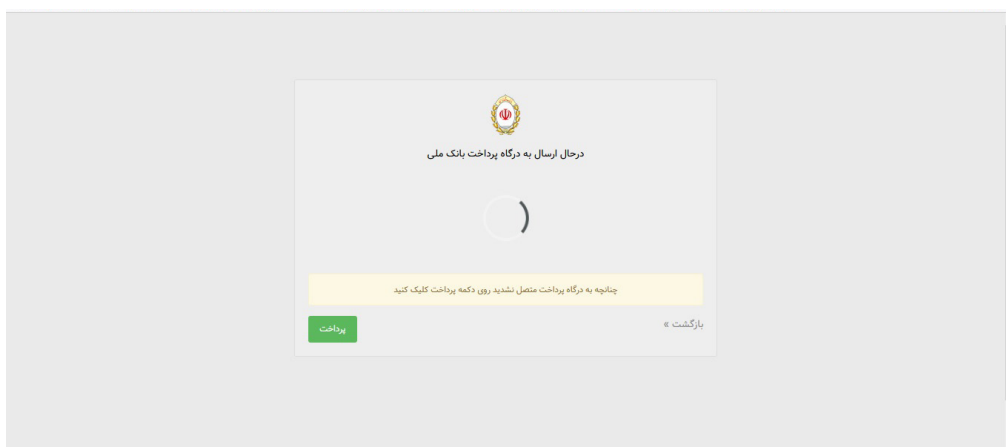 درحال ارسال به درگاه پرداخت بانک ملی
چنانچه به درگاه پرداخت متصل نشدید روی دکمه پرداخت کلیک کنید
بازگشت »
پرداخت